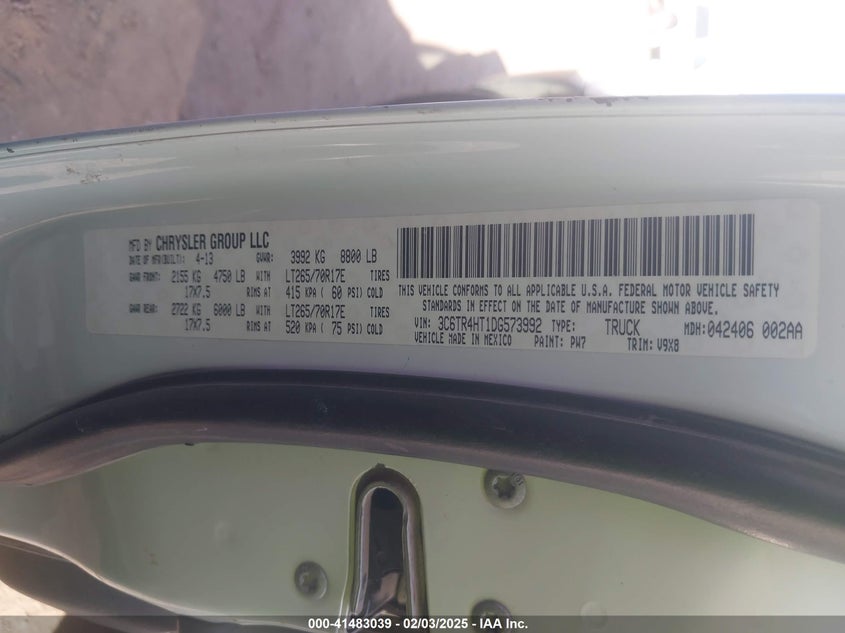 MFD BY CHRYSLER GROUP LLC
DATE OF MFG(BUILT): 4-13 GVWR: 3992 KG 8800 LB
GAWR FRONT: 2155 KG 4750 LB WITH LT265/70R17E TIRES
17X7.5 RIMS AT 415 KPA ( 60 PSI) COLD
GAWR REAR: 2722 KG 6000 LB WITH LT265/70R17E TIRES
17X7.5 RIMS AT 520 KPA ( 75 PSI) COLD
THIS VEHICLE CONFORMS TO ALL APPLICABLE U.S.A. FEDERAL MOTOR VEHICLE SAFETY
STANDARDS IN EFFECT ON THE DATE OF MANUFACTURE SHOWN ABOVE.
VIN: 3C6TR4HT1DG573992 TYPE: TRUCK MDH:042406 002AA
VEHICLE MADE IN MEXICO PAINT: PW7 TRIM: V9X8
000-41483039 - 02/03/2025 - IAA Inc.